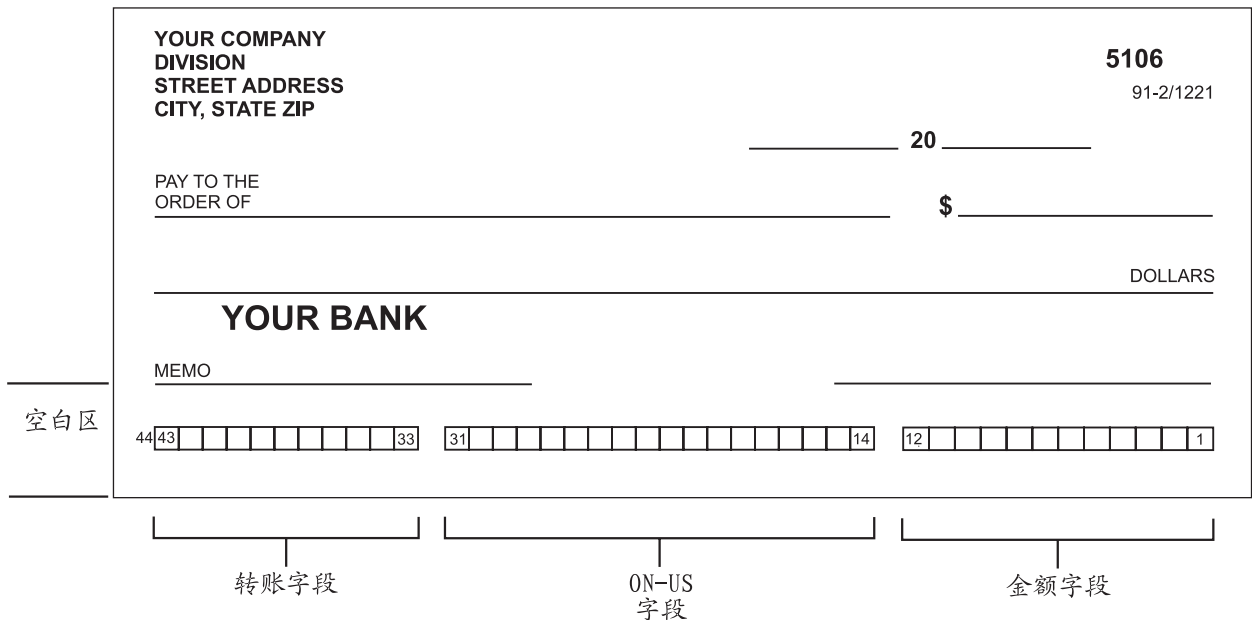 YOUR COMPANY
DIVISION
STREET ADDRESS
CITY, STATE ZIP
5106
91-2/1221
20
PAY TO THE
ORDER OF
$
DOLLARS
YOUR BANK
MEMO
空白区
44 43 33 31 14 12 1
转账字段
ON-US
字段
金额字段